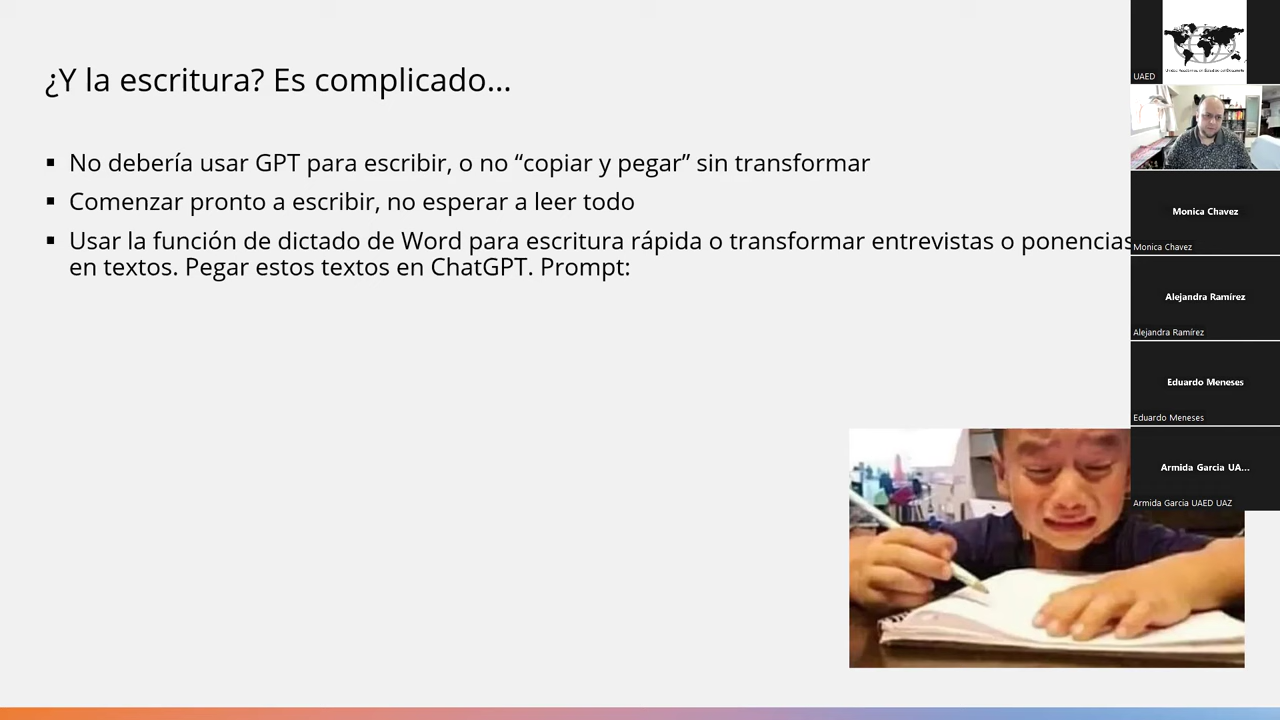 ¿Y la escritura? Es complicado...
▪ No debería usar GPT para escribir, o no “copiar y pegar” sin transformar
▪ Comenzar pronto a escribir, no esperar a leer todo
▪ Usar la función de dictado de Word para escritura rápida o transformar entrevistas o ponencias
en textos. Pegar estos textos en ChatGPT. Prompt:
UAED
Monica Chavez
Monica Chavez
Alejandra Ramírez
Alejandra Ramírez
Eduardo Meneses
Eduardo Meneses
Armida Garcia UA...
Armida Garcia UAED UAZ